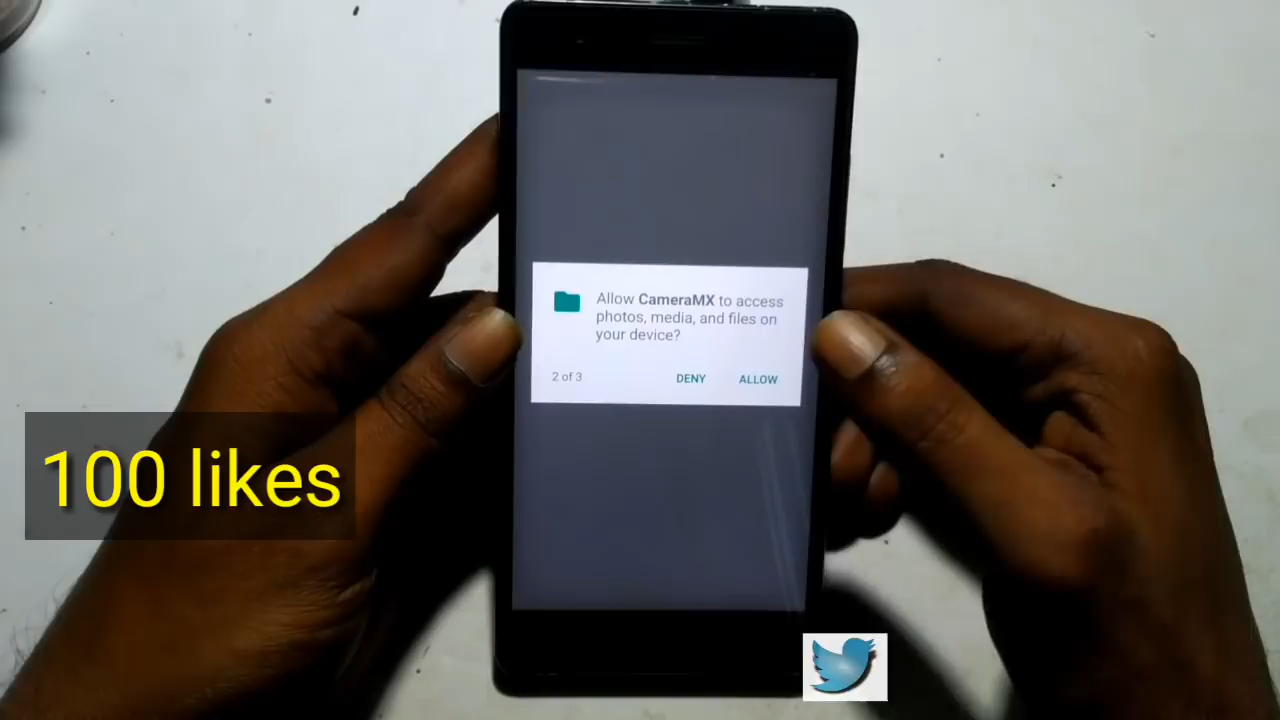 Allow CameraMX to access
photos, media, and files on
your device?
2 of 3
DENY
ALLOW
100 likes